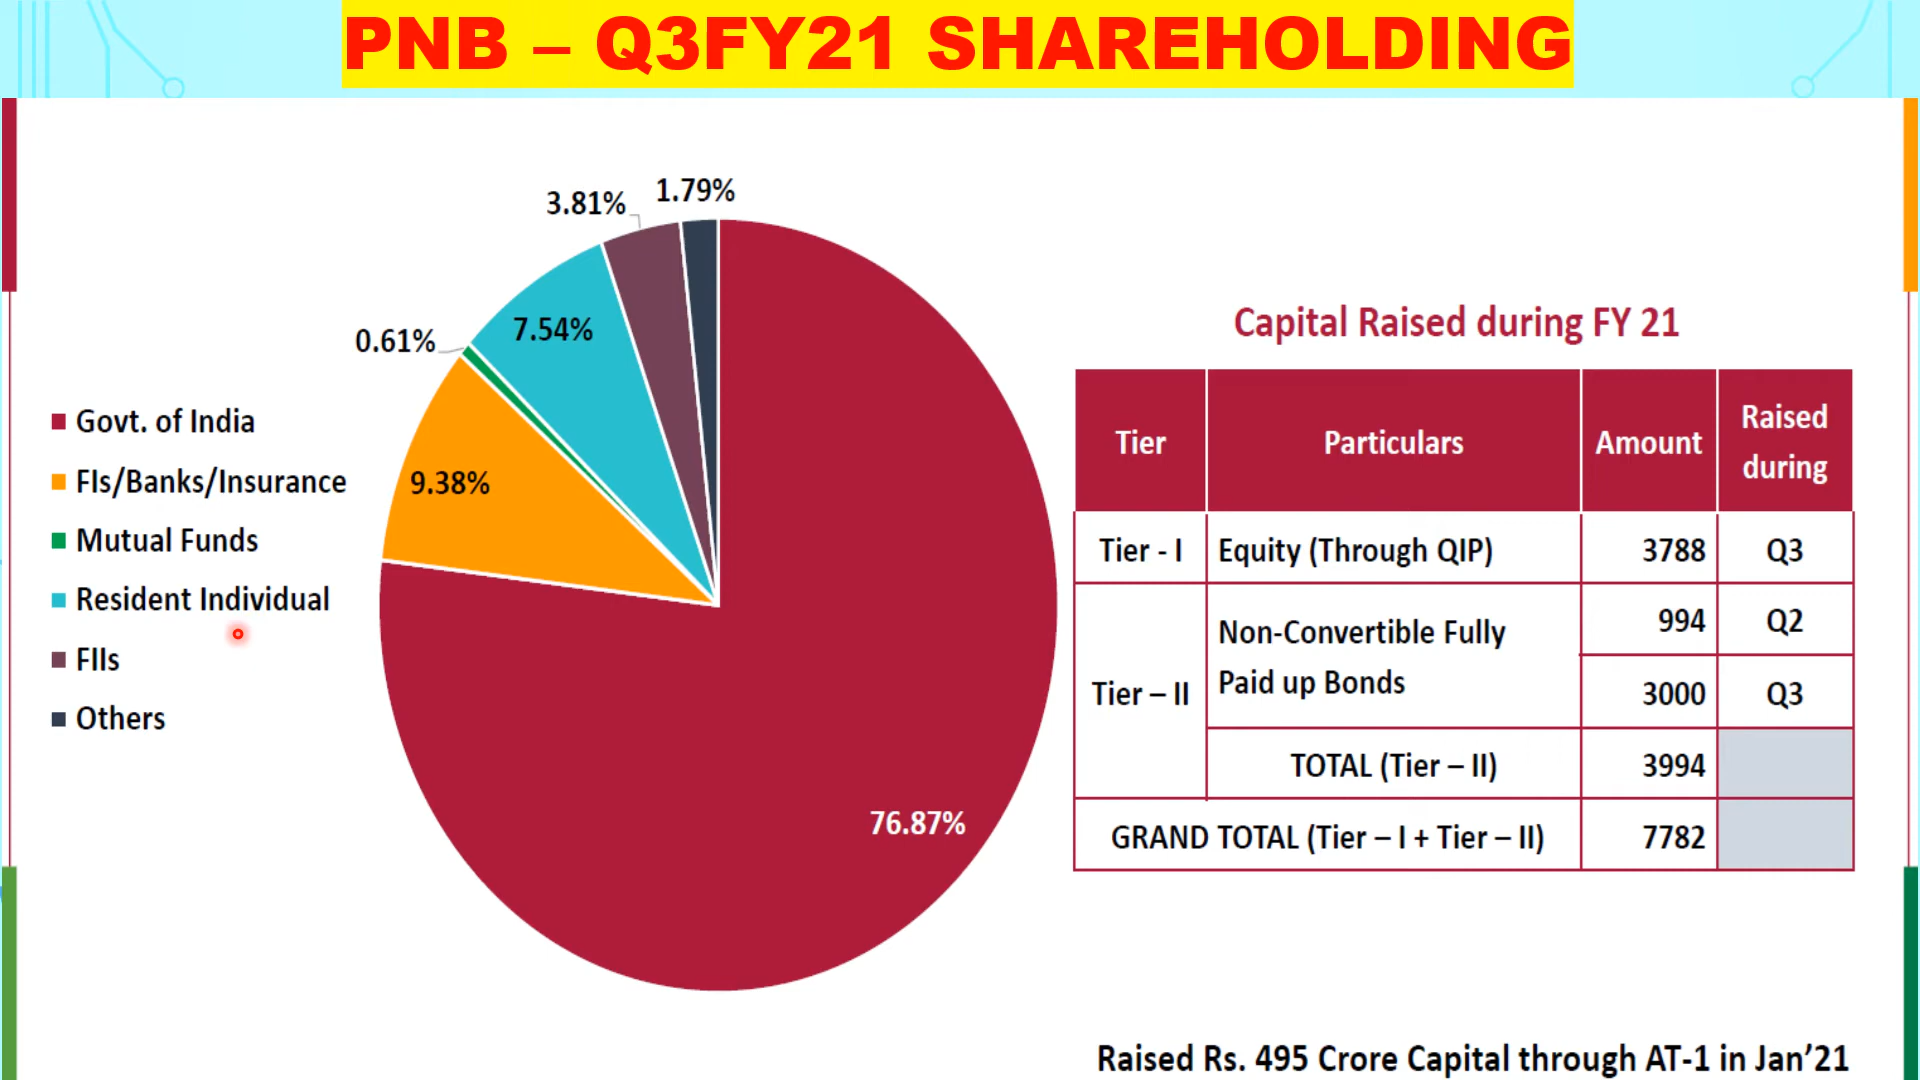 PNB – Q3FY21 SHAREHOLDING
3.81%
1.79%
0.61%
7.54%
9.38%
76.87%
Govt. of India
FIs/Banks/Insurance
Mutual Funds
Resident Individual
FIIs
Others
Capital Raised during FY 21
Tier Particulars Amount Raised during
Tier - I Equity (Through QIP) 3788 Q3
Tier – II Non-Convertible Fully
Paid up Bonds
994 Q2
3000 Q3
TOTAL (Tier – II) 3994
GRAND TOTAL (Tier – I + Tier – II) 7782
Raised Rs. 495 Crore Capital through AT-1 in Jan’21